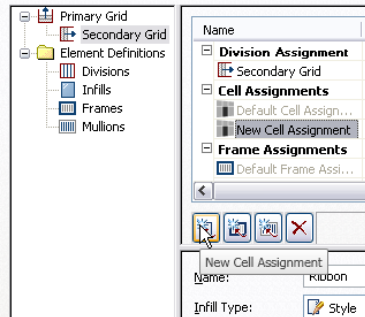 Primary Grid
Secondary Grid
Element Definitions
Divisions
Infills
Frames
Mullions
Name
Division Assignment
Secondary Grid
Cell Assignments
Default Cell Assign...
New Cell Assignment
Frame Assignments
Default Frame Assi...
New Cell Assignment
Name:
Ribbon
Infill Type:
Style